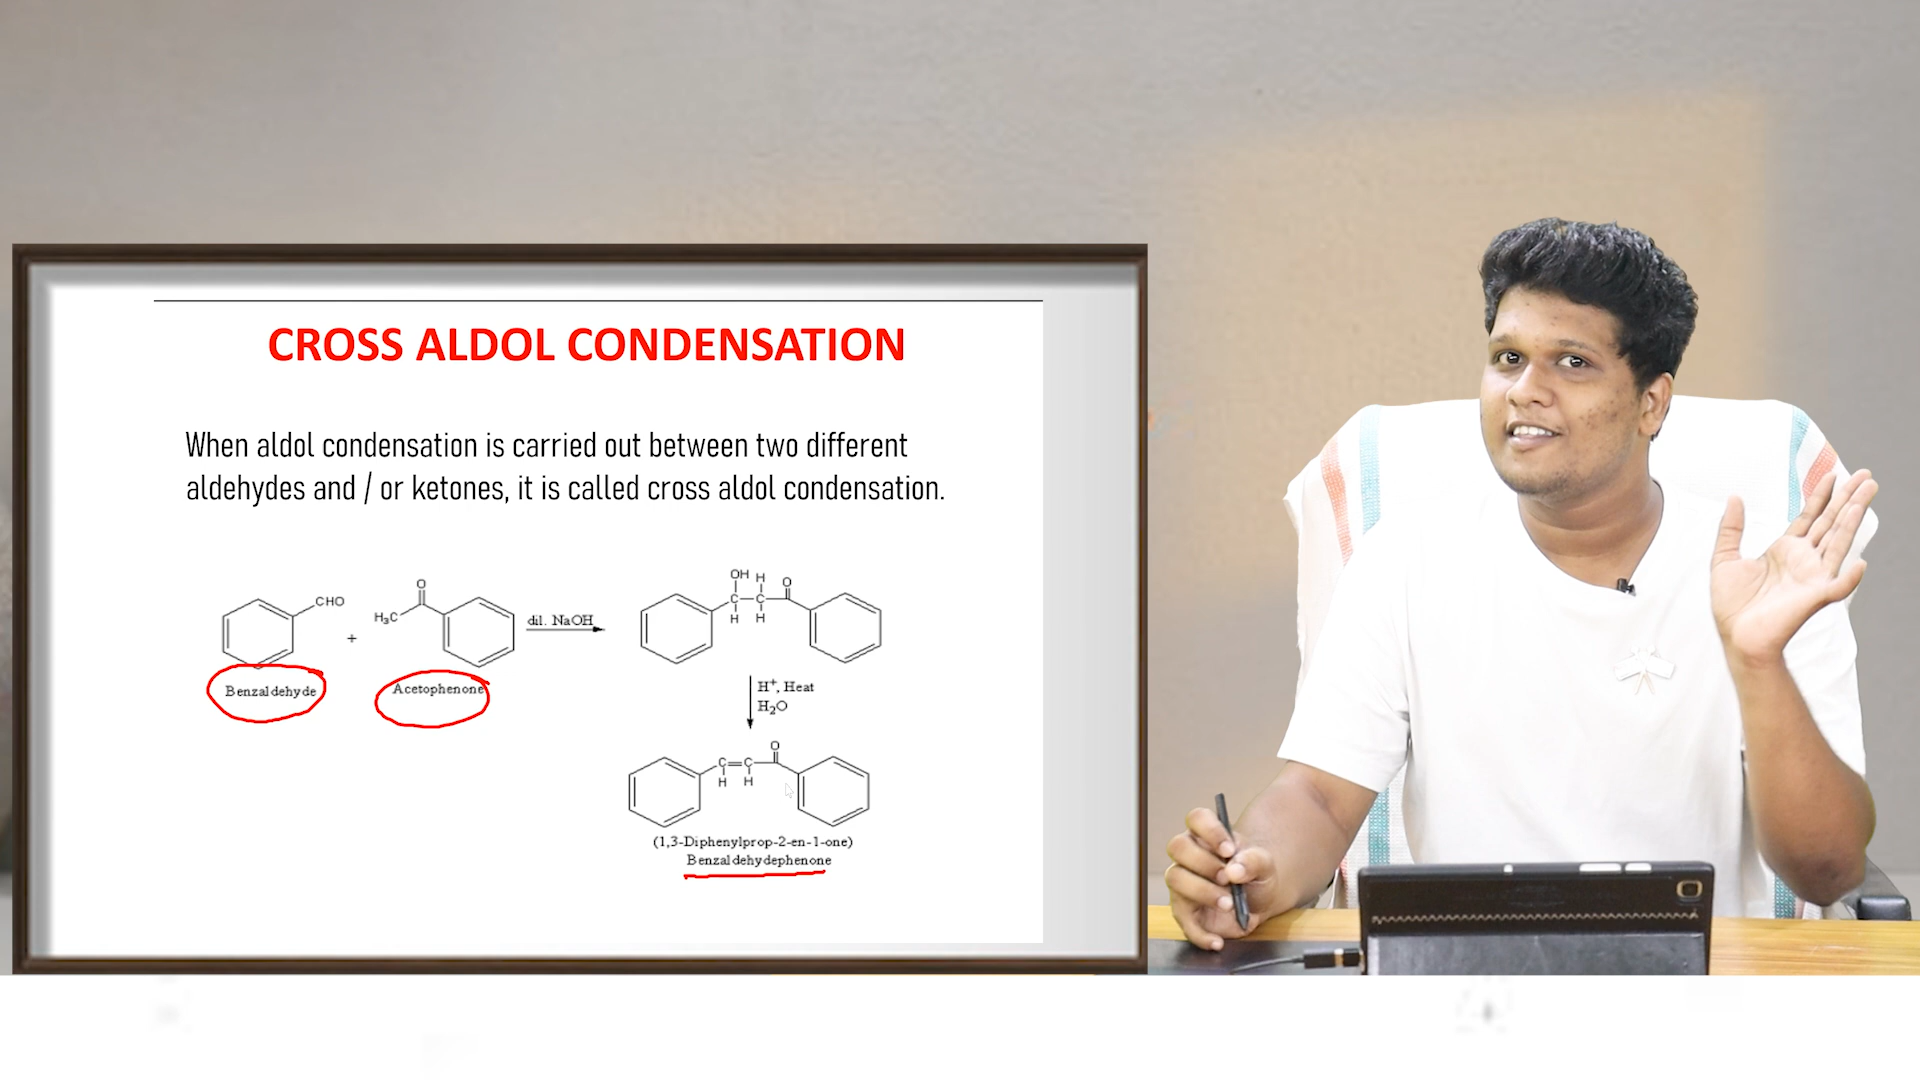 CROSS ALDOL CONDENSATION
When aldol condensation is carried out between two different
aldehydes and / or ketones, it is called cross aldol condensation.
CHO
+
H₃C
O
dil. NaOH
OH H
O
C C
H H
Benzaldehyde
Acetophenone
H⁺, Heat
H₂O
O
C=C
H H
(1,3-Diphenylprop-2-en-1-one)
Benzaldehydephenone